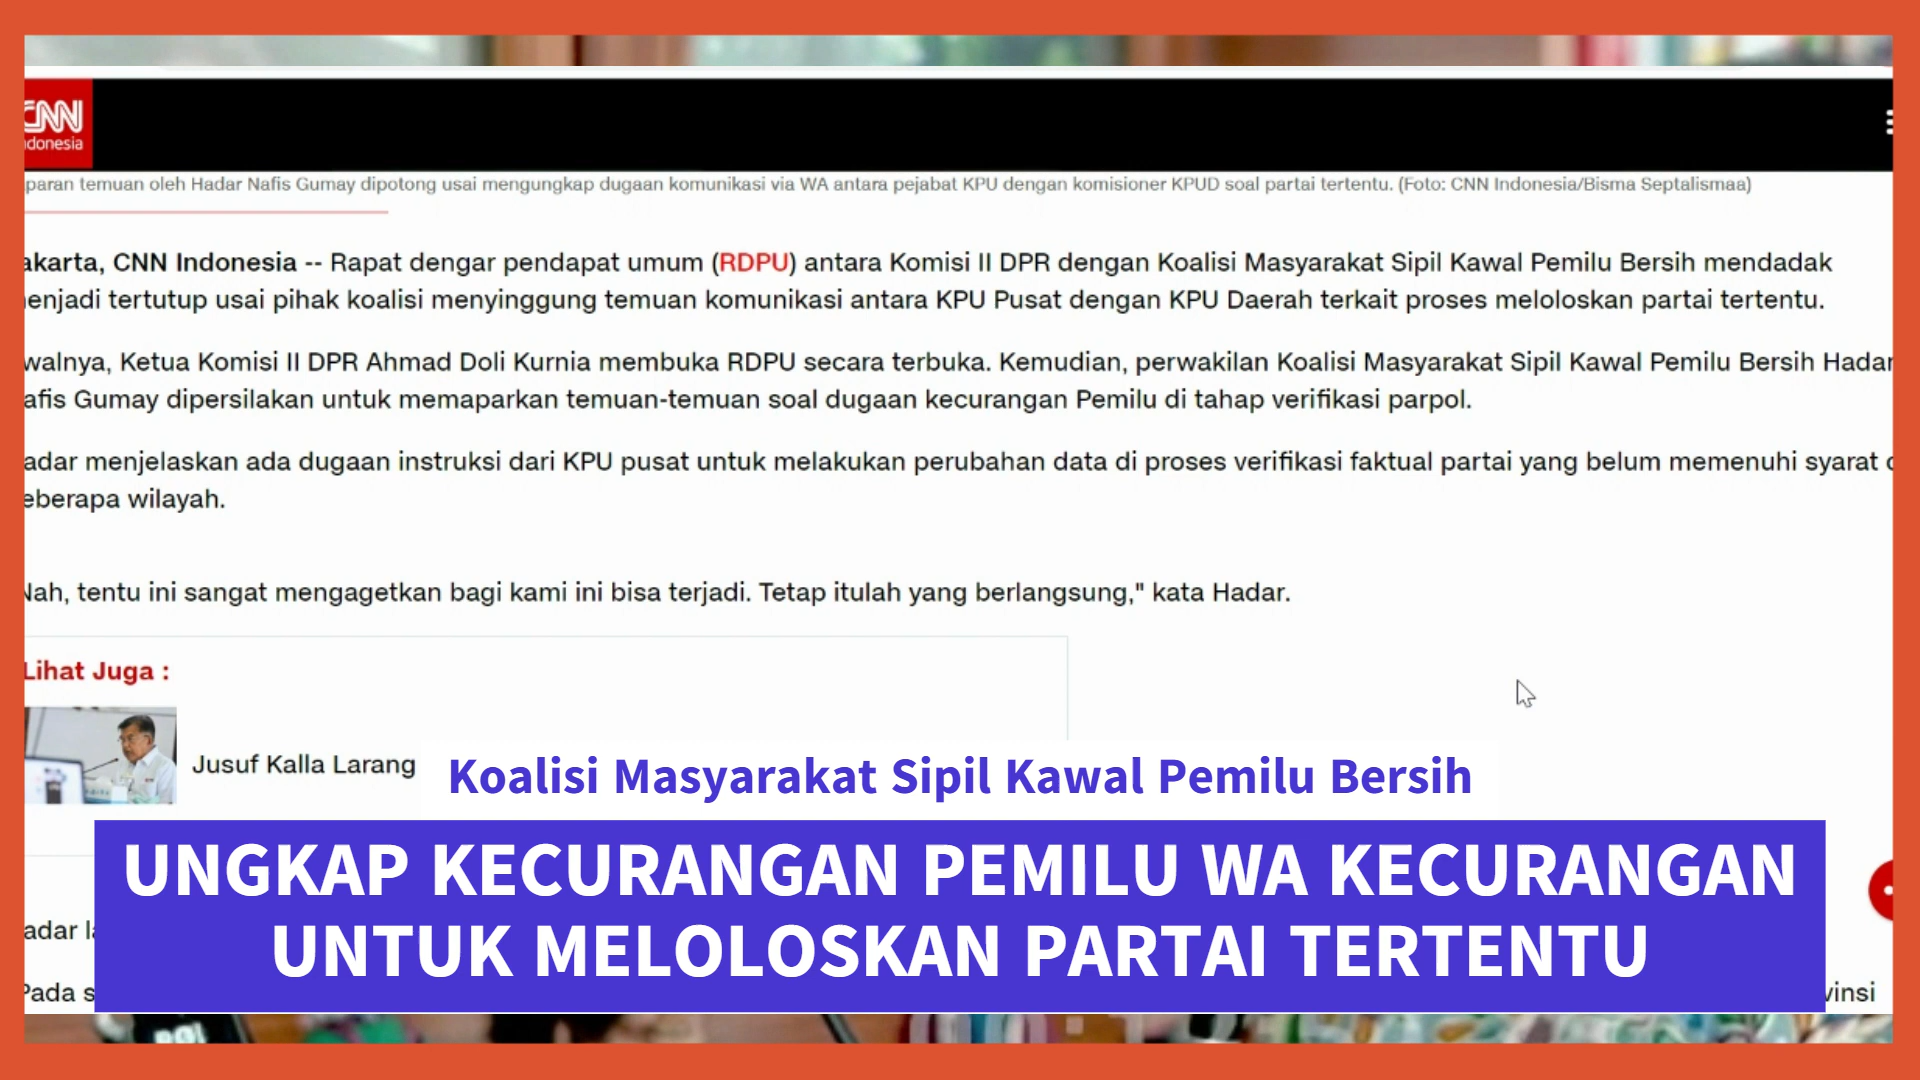 CNN
donesia
paran temuan oleh Hadar Nafis Gumay dipotong usai mengungkap dugaan komunikasi via WA antara pejabat KPU dengan komisioner KPUD soal partai tertentu. (Foto: CNN Indonesia/Bisma Septalismaa)
akarta, CNN Indonesia -- Rapat dengar pendapat umum (RDPU) antara Komisi II DPR dengan Koalisi Masyarakat Sipil Kawal Pemilu Bersih mendadak
enjadi tertutup usai pihak koalisi menyinggung temuan komunikasi antara KPU Pusat dengan KPU Daerah terkait proses meloloskan partai tertentu.
walnya, Ketua Komisi II DPR Ahmad Doli Kurnia membuka RDPU secara terbuka. Kemudian, perwakilan Koalisi Masyarakat Sipil Kawal Pemilu Bersih Hadar
afis Gumay dipersilakan untuk memaparkan temuan-temuan soal dugaan kecurangan Pemilu di tahap verifikasi parpol.
adar menjelaskan ada dugaan instruksi dari KPU pusat untuk melakukan perubahan data di proses verifikasi faktual partai yang belum memenuhi syarat
eberapa wilayah.
Nah, tentu ini sangat mengagetkan bagi kami ini bisa terjadi. Tetap itulah yang berlangsung," kata Hadar.
Lihat Juga :
Jusuf Kalla Larang
Koalisi Masyarakat Sipil Kawal Pemilu Bersih
UNGKAP KECURANGAN PEMILU WA KECURANGAN
UNTUK MELOLOSKAN PARTAI TERTENTU
adar
Pada s
vinsi